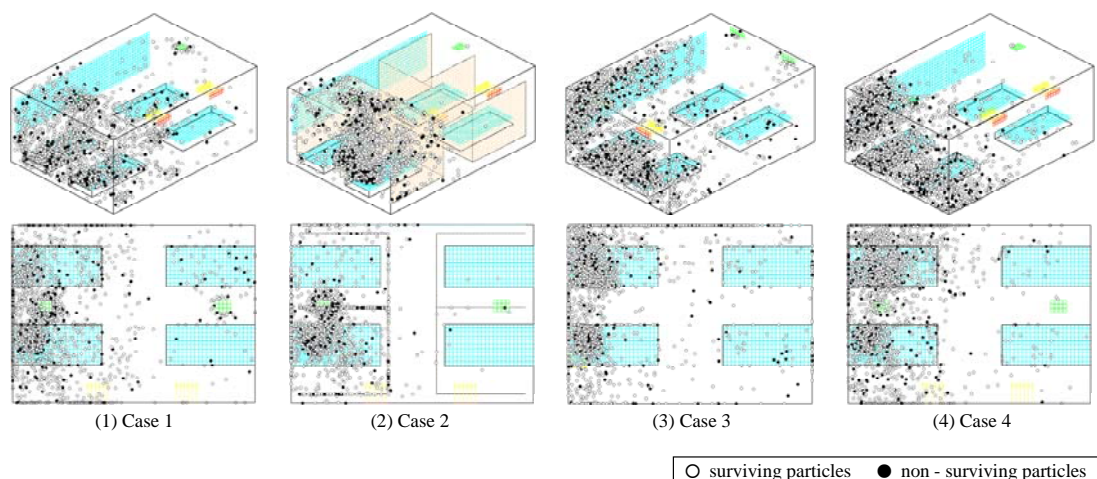 (1) Case 1
(2) Case 2
(3) Case 3
(4) Case 4
surviving particles
non - surviving particles